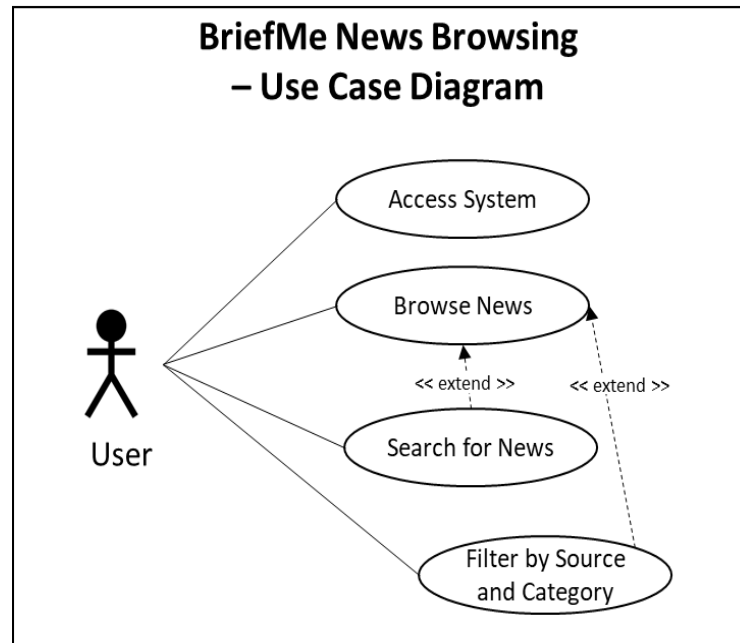 BriefMe News Browsing
– Use Case Diagram
Access System
Browse News
<< extend >>
<< extend >>
Search for News
User
Filter by Source
and Category